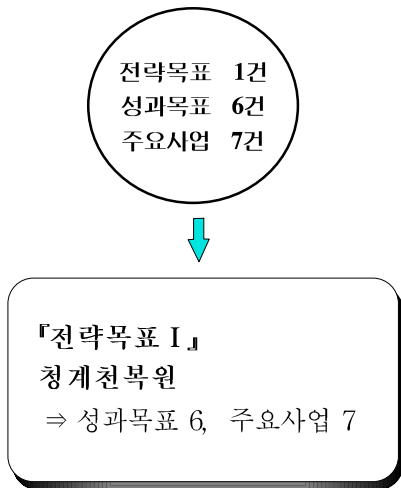 전략목표 1건
성과목표 6건
주요사업 7건
『전략목표 Ⅰ』
청계천복원
⇒ 성과목표 6, 주요사업 7